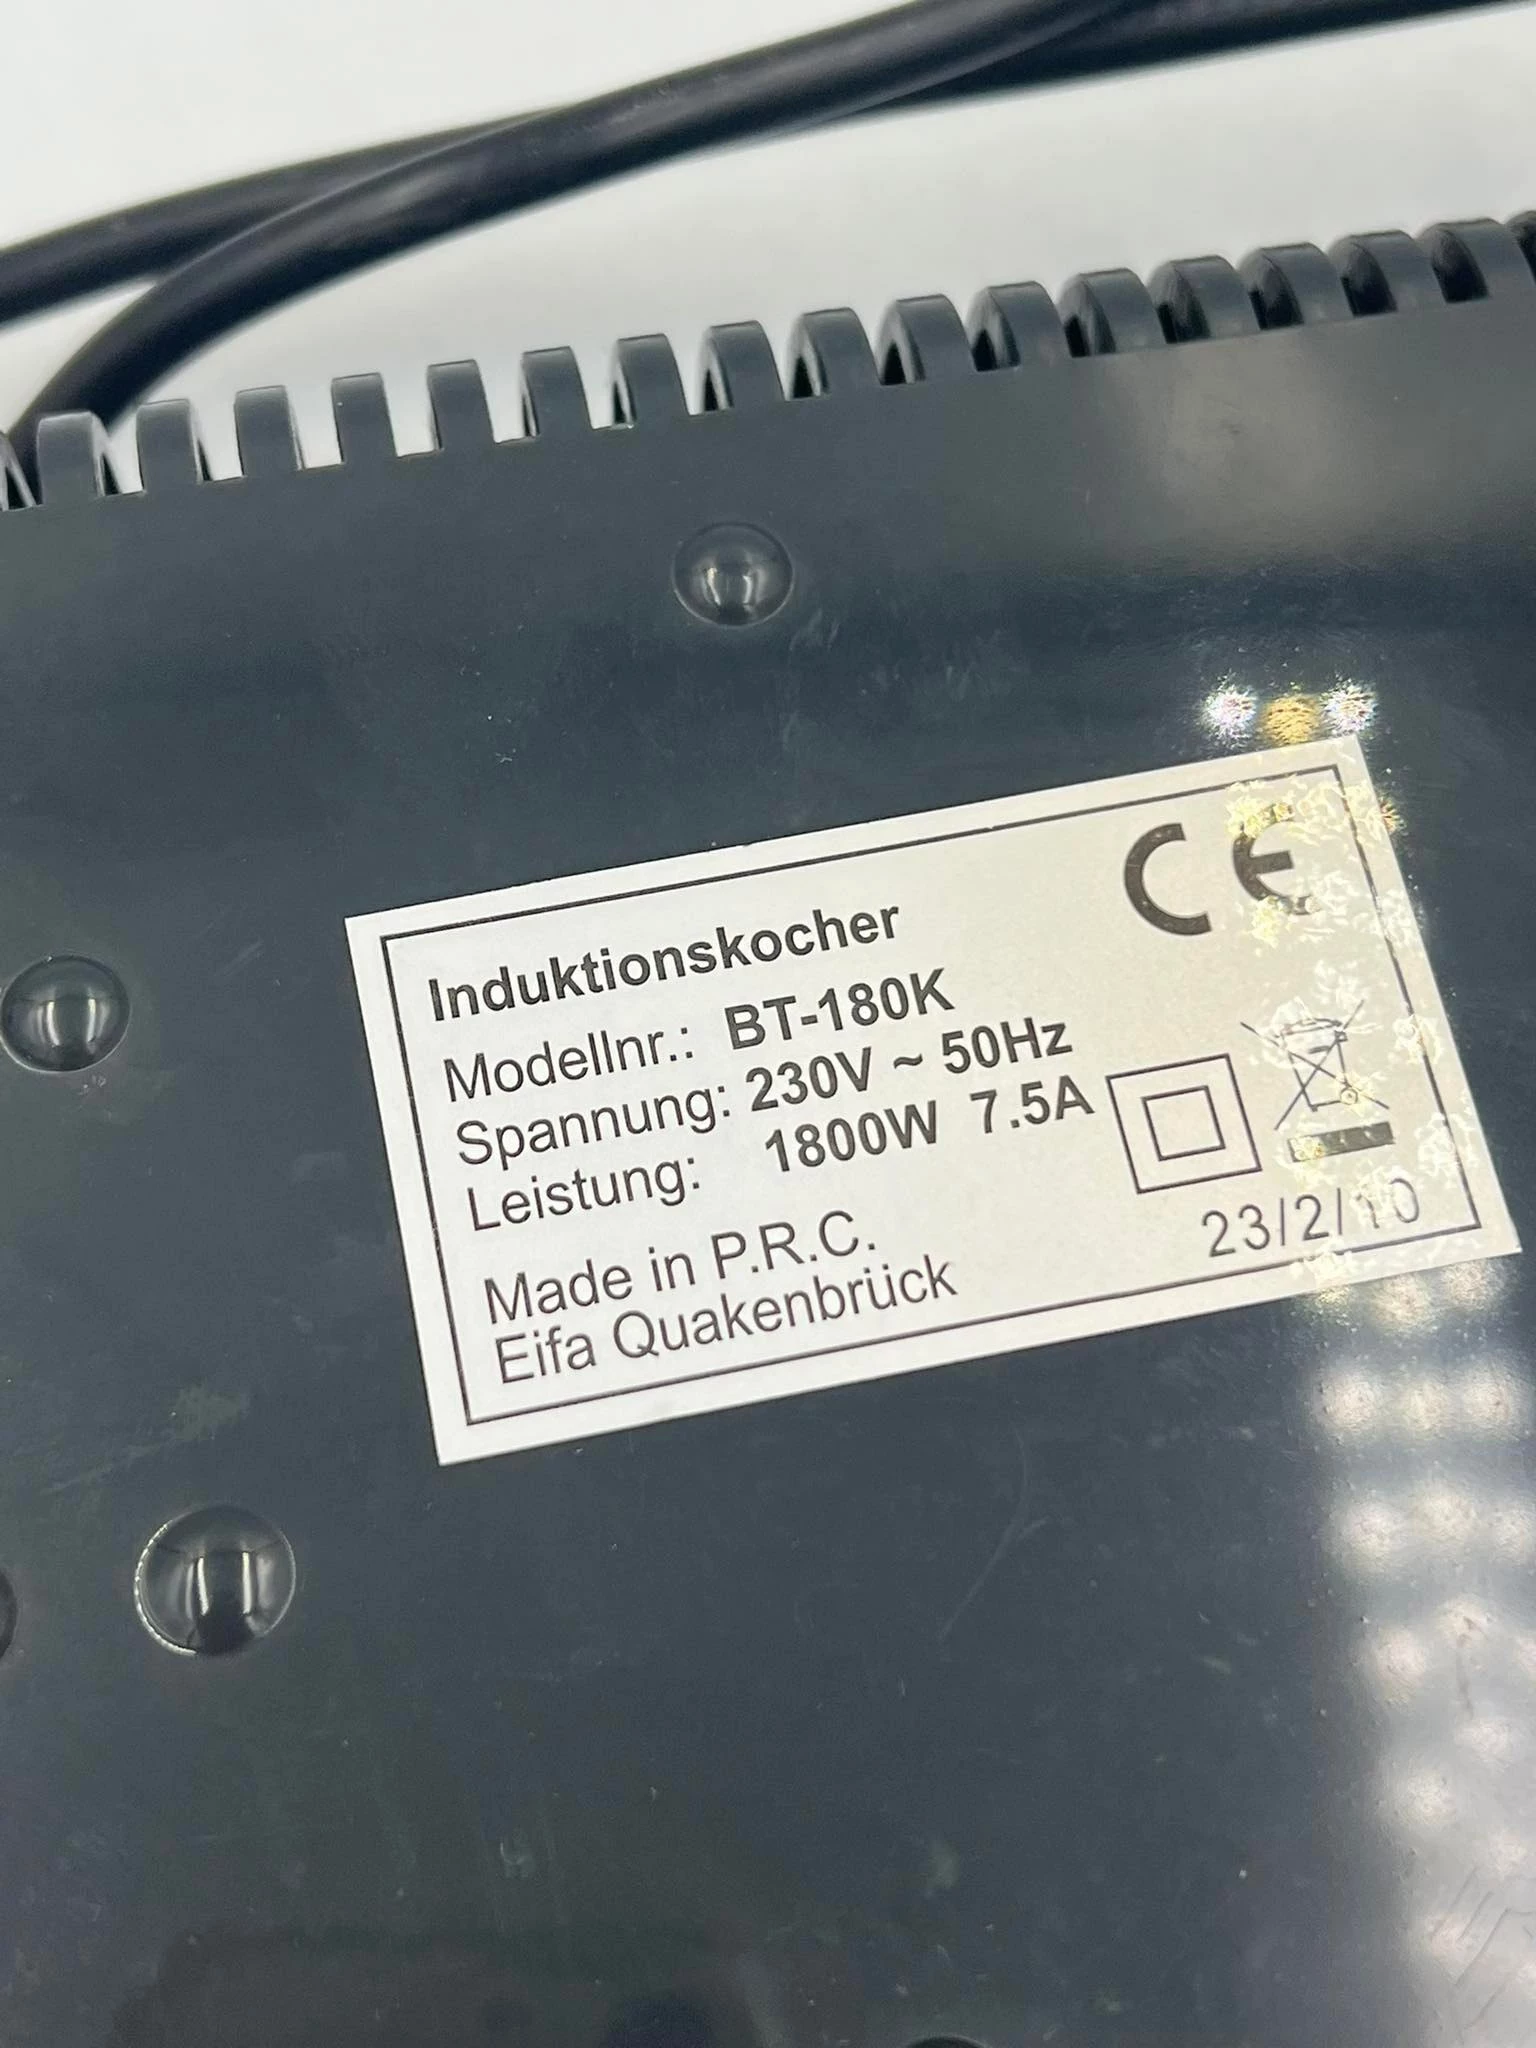 CE
Induktionskocher
Modellnr.: BT-180K
Spannung: 230V ~ 50Hz
Leistung: 1800W 7.5A
Made in P.R.C.
Eifa Quakenbrück
23/2/10